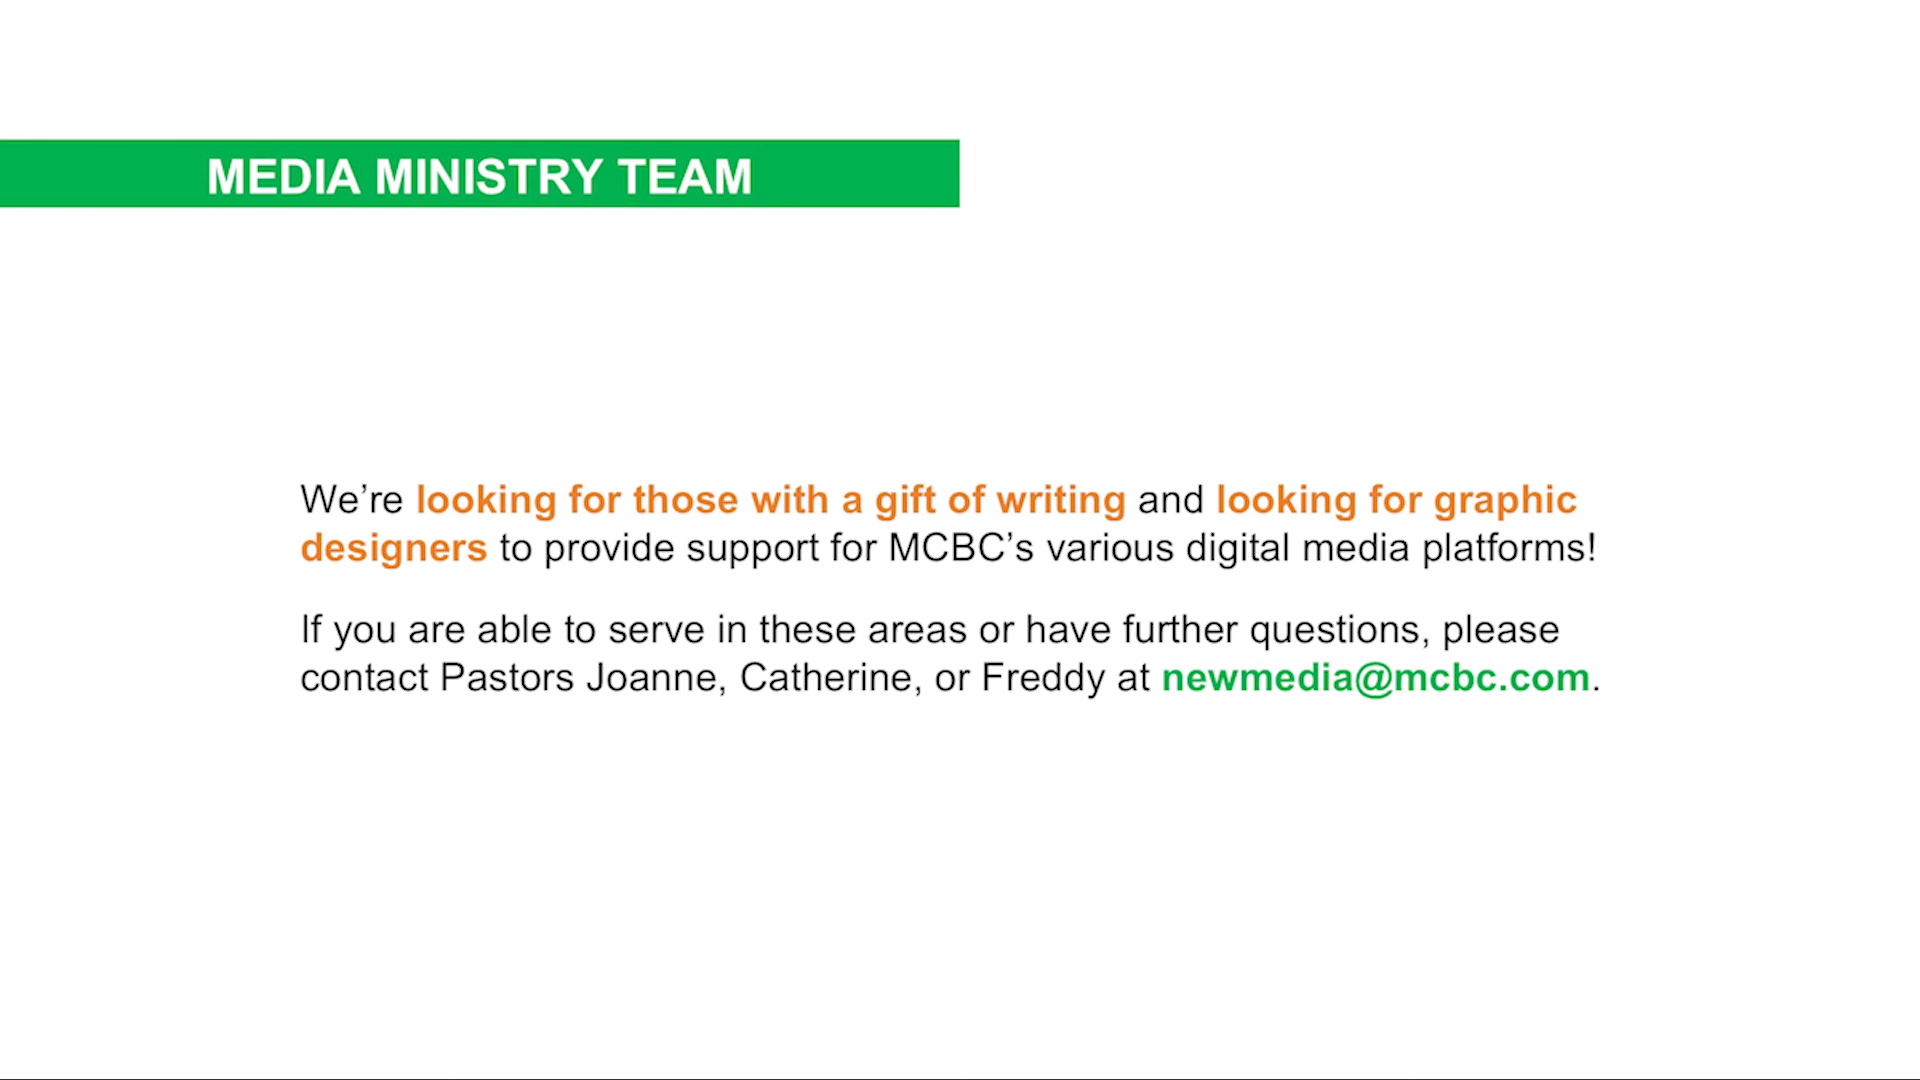 MEDIA MINISTRY TEAM
We’re looking for those with a gift of writing and looking for graphic
designers to provide support for MCBC’s various digital media platforms!
If you are able to serve in these areas or have further questions, please
contact Pastors Joanne, Catherine, or Freddy at newmedia@mcbc.com.